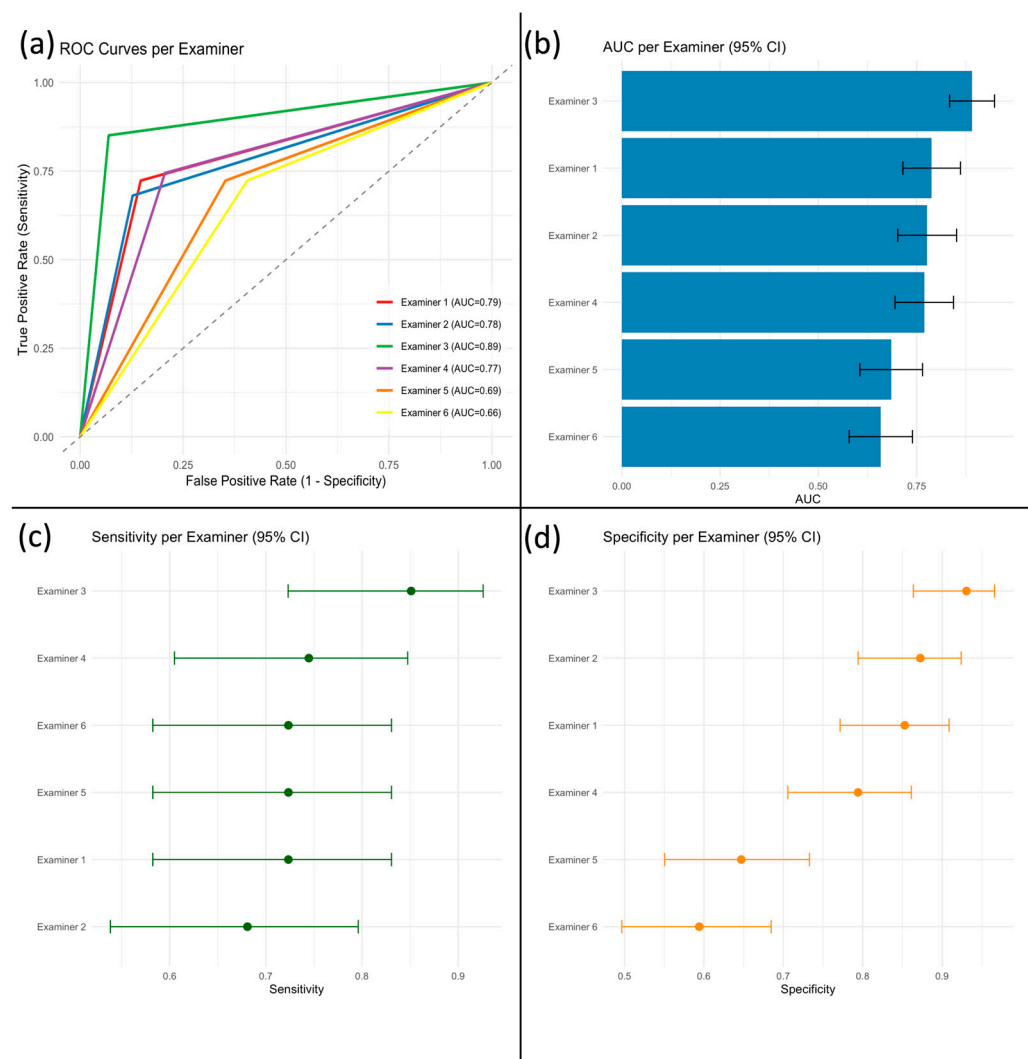 (a)
ROC Curves per Examiner
True Positive Rate (Sensitivity)
1.00
0.75
0.50
0.25
0.00
Examiner 1 (AUC=0.79)
Examiner 2 (AUC=0.78)
Examiner 3 (AUC=0.89)
Examiner 4 (AUC=0.77)
Examiner 5 (AUC=0.69)
Examiner 6 (AUC=0.66)
0.00 0.25 0.50 0.75 1.00
False Positive Rate (1 - Specificity)
(b)
AUC per Examiner (95% CI)
Examiner 3
Examiner 1
Examiner 2
Examiner 4
Examiner 5
Examiner 6
0.00 0.25 0.50 0.75
AUC
(c)
Sensitivity per Examiner (95% CI)
Examiner 3
Examiner 4
Examiner 6
Examiner 5
Examiner 1
Examiner 2
0.6 0.7 0.8 0.9
Sensitivity
(d)
Specificity per Examiner (95% CI)
Examiner 3
Examiner 2
Examiner 1
Examiner 4
Examiner 5
Examiner 6
0.5 0.6 0.7 0.8 0.9
Specificity